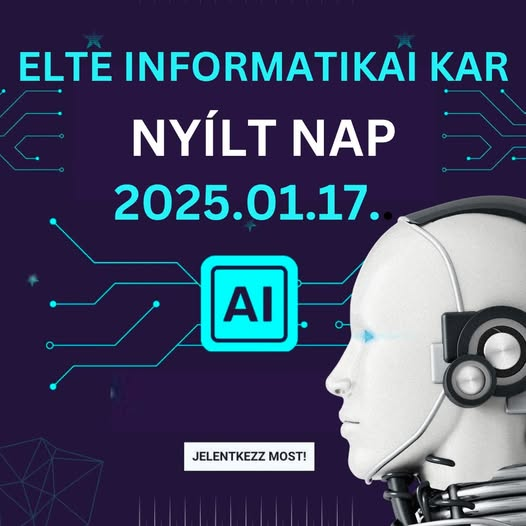 ELTE INFORMATIKAI KAR
NYÍLT NAP
2025.01.17..
AI
JELENTKEZZ MOST!